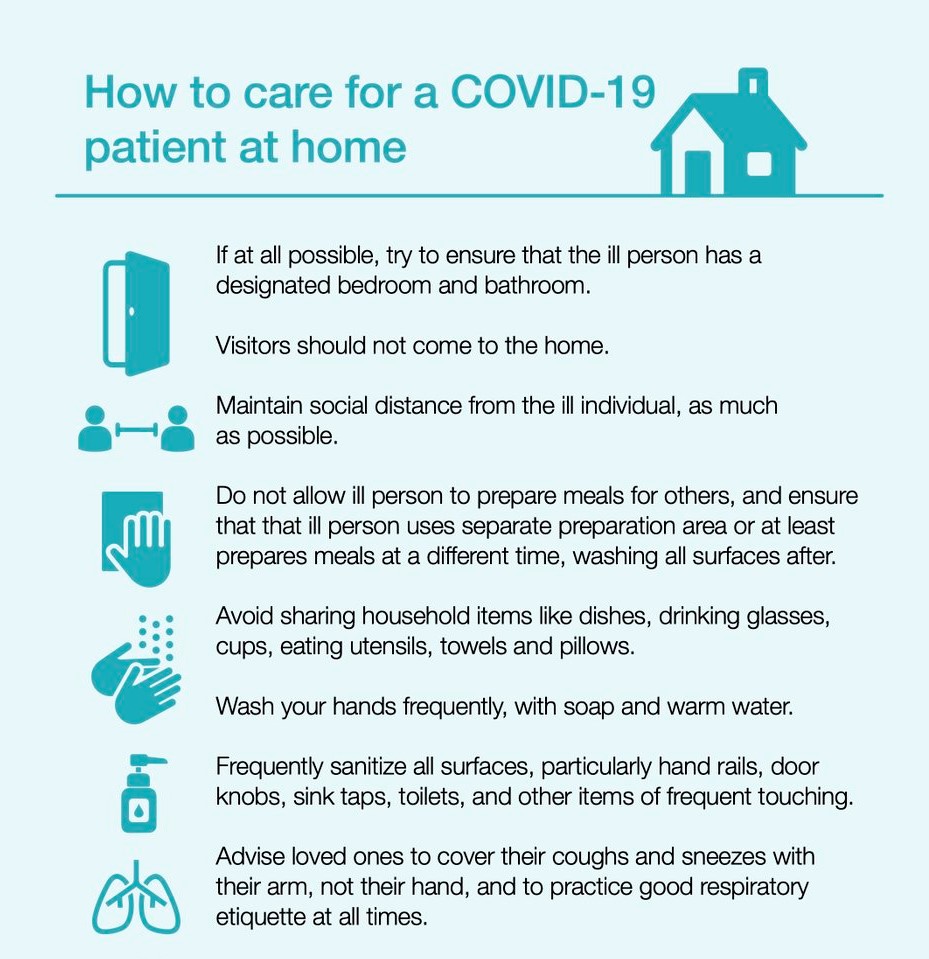 How to care for a COVID-19
patient at home
If at all possible, try to ensure that the ill person has a
designated bedroom and bathroom.
Visitors should not come to the home.
Maintain social distance from the ill individual, as much
as possible.
Do not allow ill person to prepare meals for others, and ensure
that that ill person uses separate preparation area or at least
prepares meals at a different time, washing all surfaces after.
Avoid sharing household items like dishes, drinking glasses,
cups, eating utensils, towels and pillows.
Wash your hands frequently, with soap and warm water.
Frequently sanitize all surfaces, particularly hand rails, door
knobs, sink taps, toilets, and other items of frequent touching.
Advise loved ones to cover their coughs and sneezes with
their arm, not their hand, and to practice good respiratory
etiquette at all times.